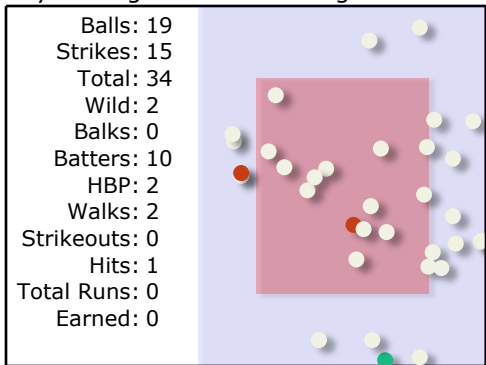 Balls: 19
Strikes: 15
Total: 34
Wild: 2
Balks: 0
Batters: 10
HBP: 2
Walks: 2
Strikeouts: 0
Hits: 1
Total Runs: 0
Earned: 0